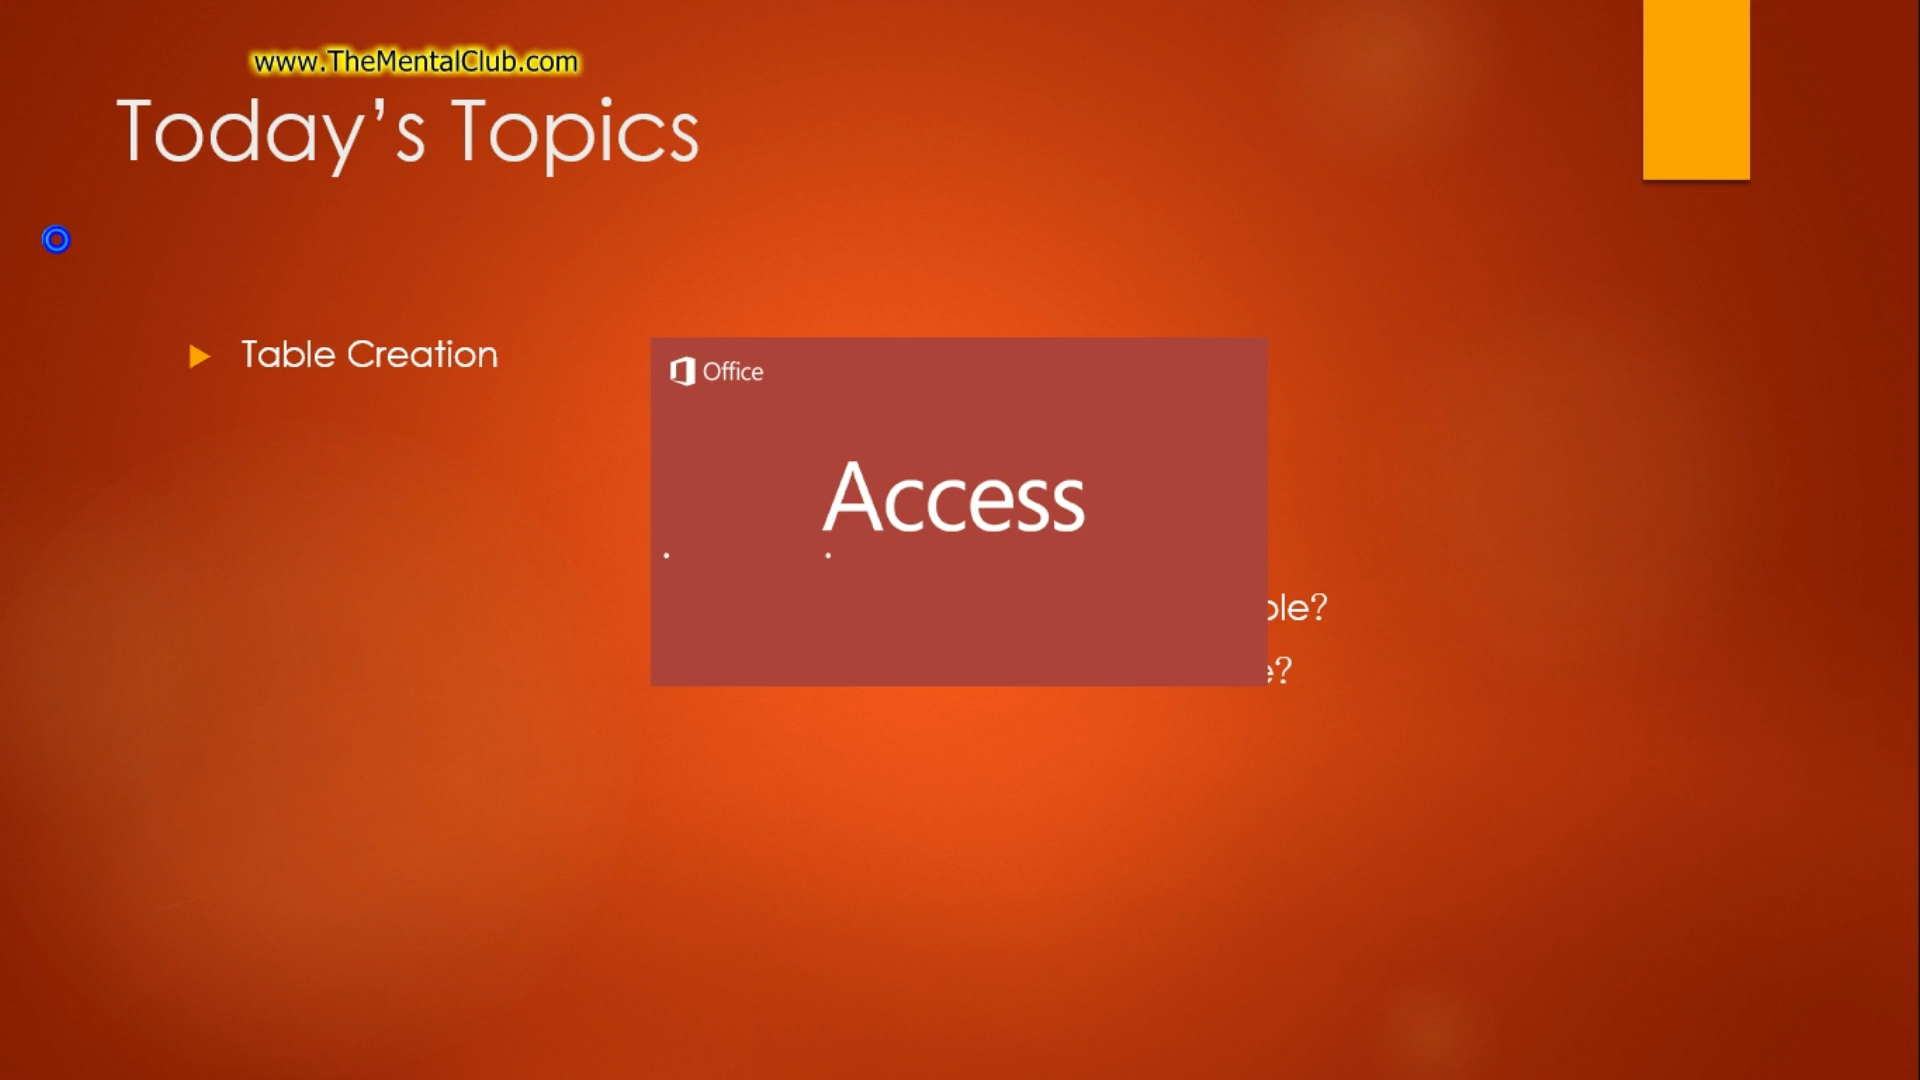 www.TheMentalClub.com
Today’s Topics
Table Creation
Office
Access